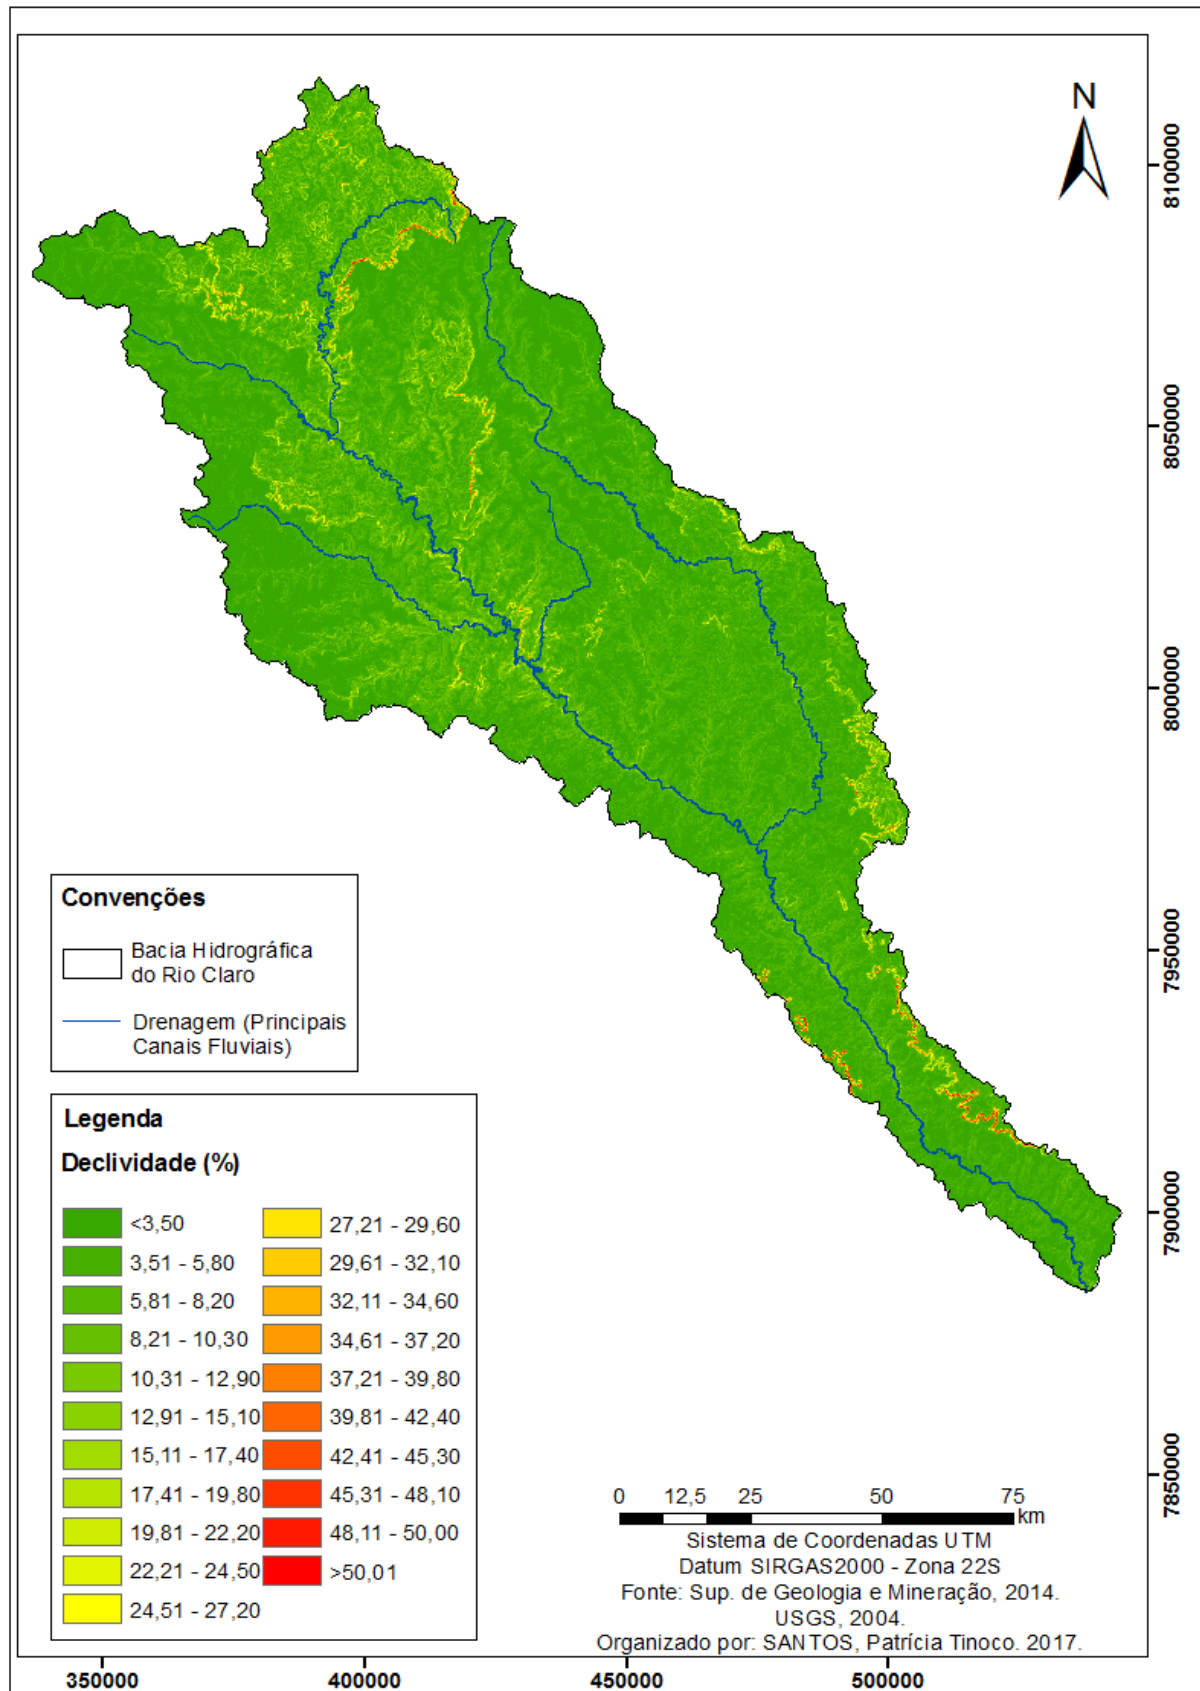 N
8100000
8050000
8000000
7950000
7900000
7850000
Convenções
Bacia Hidrográfica
do Rio Claro
Drenagem (Principais
Canais Fluviais)
Legenda
Declividade (%)
<3,50
3,51 - 5,80
5,81 - 8,20
8,21 - 10,30
10,31 - 12,90
12,91 - 15,10
15,11 - 17,40
17,41 - 19,80
19,81 - 22,20
22,21 - 24,50
24,51 - 27,20
27,21 - 29,60
29,61 - 32,10
32,11 - 34,60
34,61 - 37,20
37,21 - 39,80
39,81 - 42,40
42,41 - 45,30
45,31 - 48,10
48,11 - 50,00
>50,01
0 12,5 25 50 75
km
Sistema de Coordenadas UTM
Datum SIRGAS2000 - Zona 22S
Fonte: Sup. de Geologia e Mineração, 2014.
USGS, 2004.
Organizado por: SANTOS, Patrícia Tinoco. 2017.
350000 400000 450000 500000